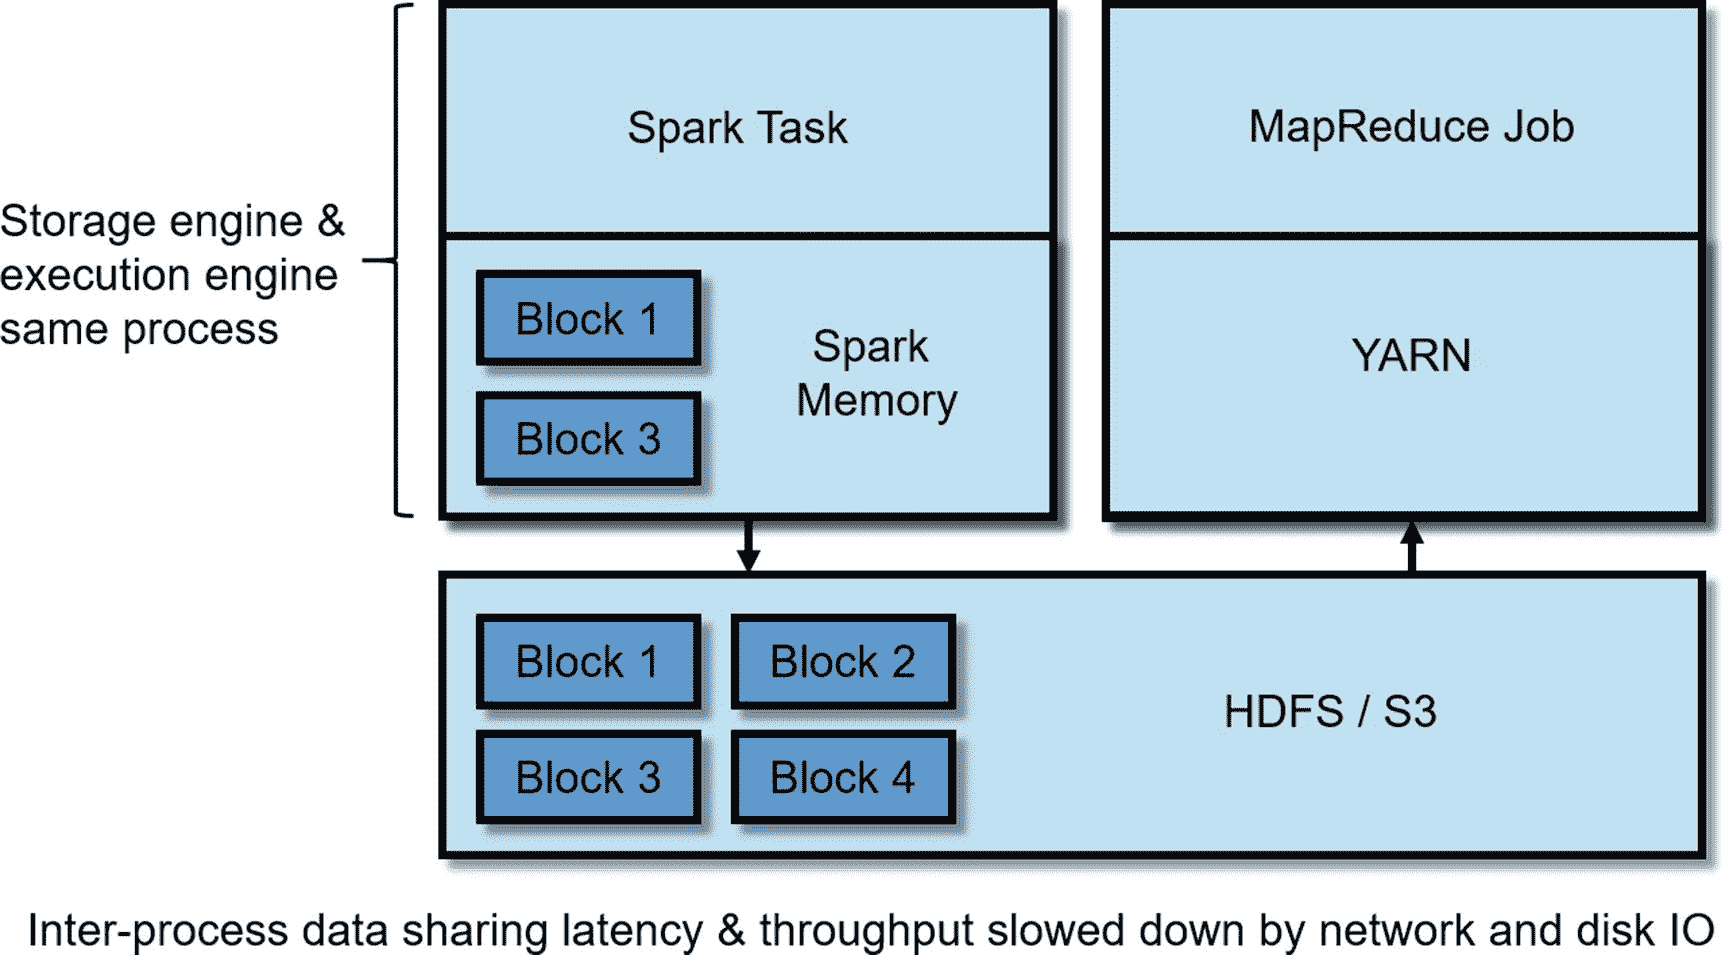 Spark Task
MapReduce Job
Storage engine &
execution engine
same process
Block 1
Block 3
Spark
Memory
YARN
Block 1
Block 2
Block 3
Block 4
HDFS / S3
Inter-process data sharing latency & throughput slowed down by network and disk IO